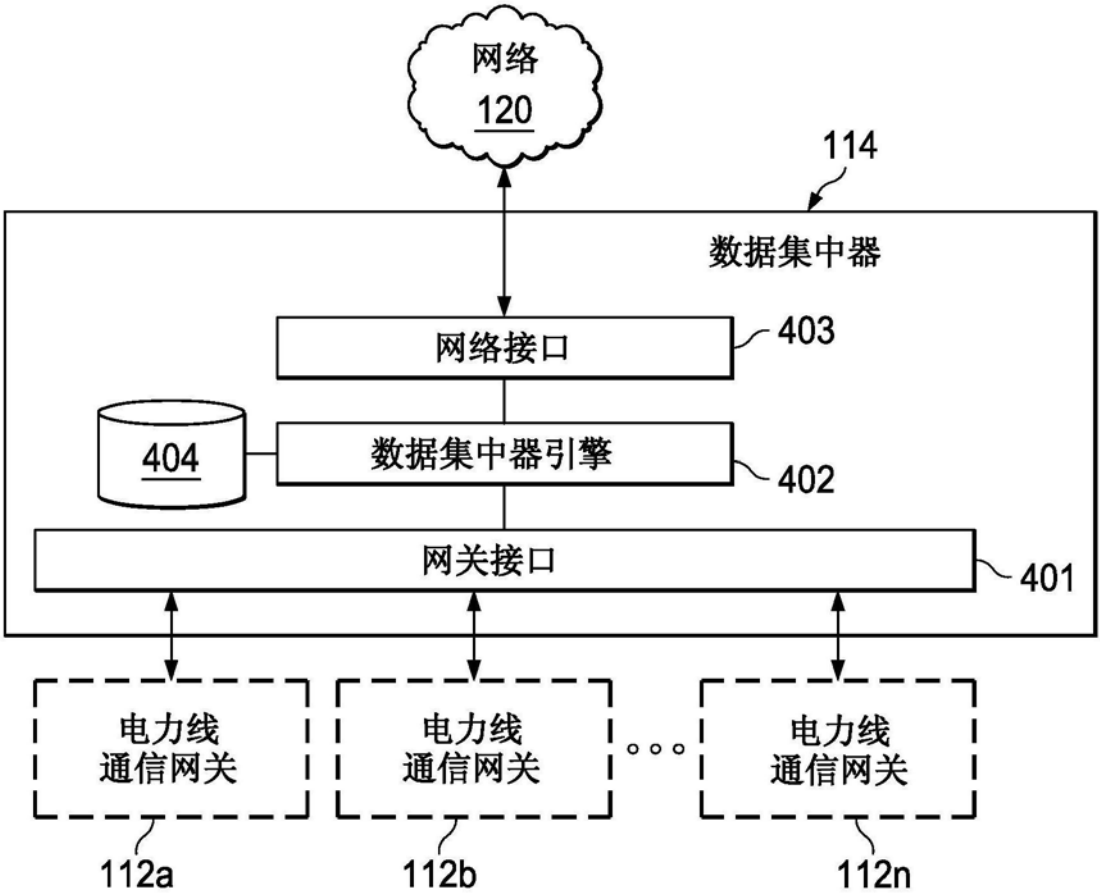 网络
120
114
数据集中器
网络接口
403
404
数据集中器引擎
402
网关接口
401
电力线
通信网关
电力线
通信网关
电力线
通信网关
112a
112b
112n